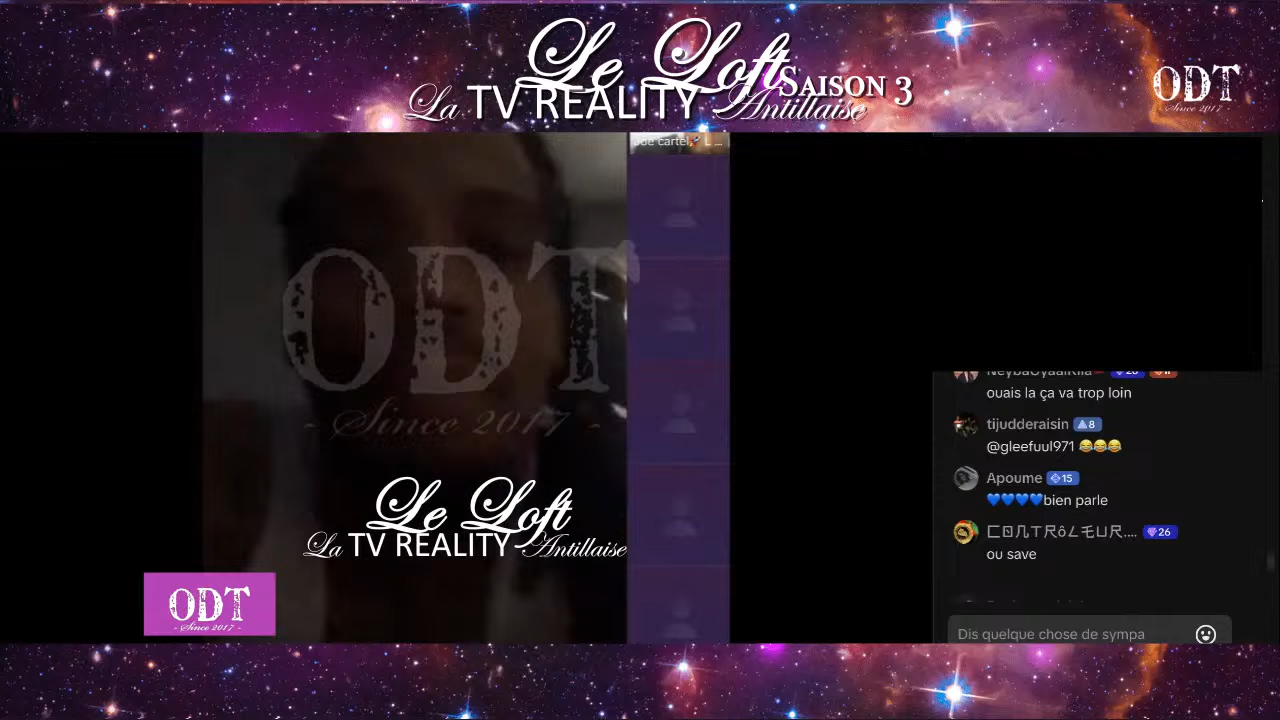 Le Loft Saison 3
La TV REALITY Antillaise
ODT
Since 2017
cartel🚀 L ...
ODT
- Since 2017 -
Le Loft
La TV REALITY Antillaise
ODT
- Since 2017 -
ouais la ça va trop loin
tijudderaisin 8
@gleefuul971 😂😂😂
Apoume 15
💙💙💙💙bien parle
26
ou save
Dis quelque chose de sympa